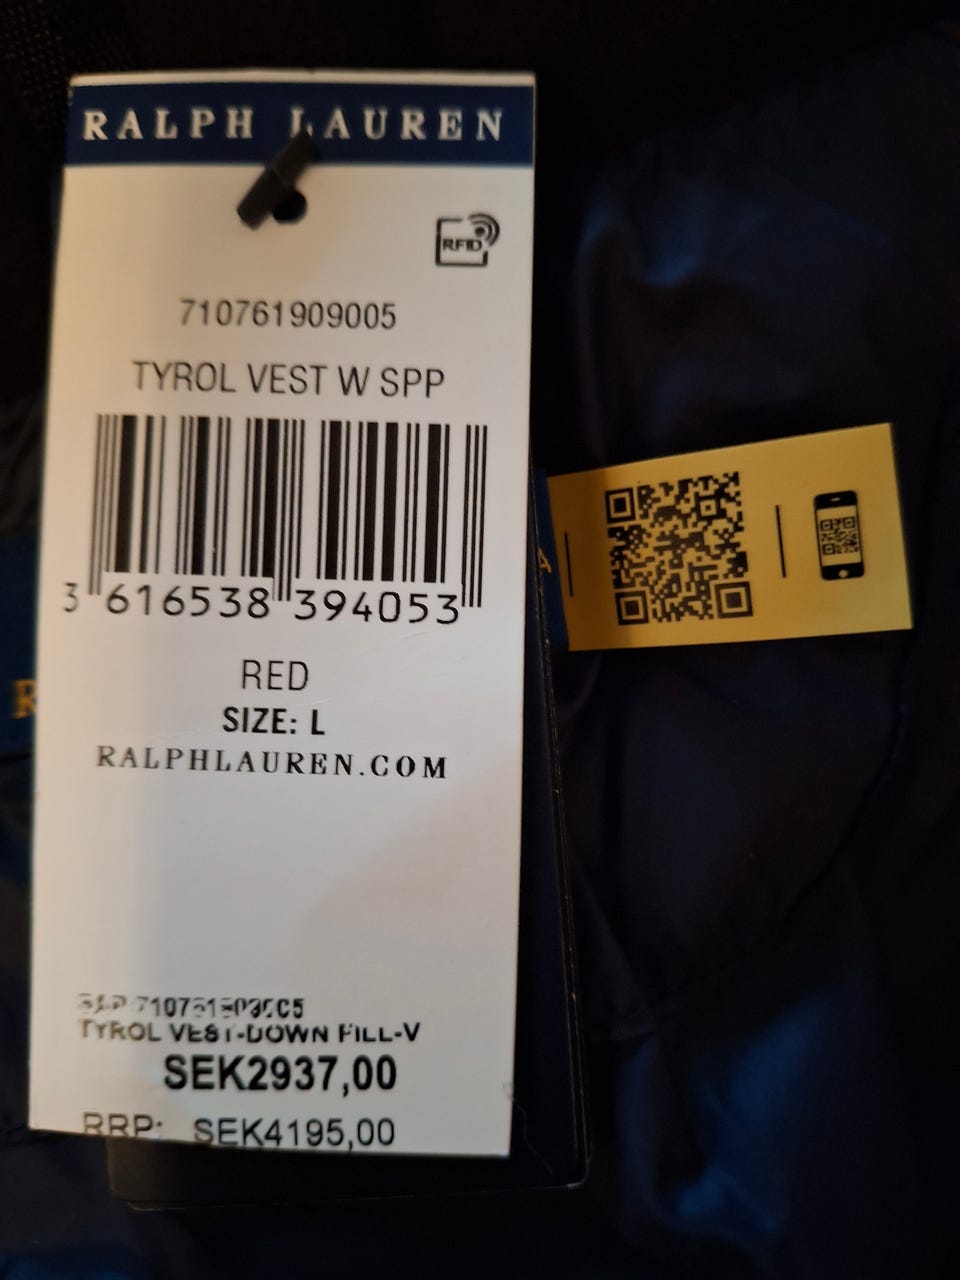 RALPH LAUREN
RFID
710761909005
TYROL VEST W SPP
3 616538 394053
RED
SIZE: L
RALPHLAUREN.COM
TYROL VEST-DOWN FILL-V
SEK2937,00
RRP: SEK4195,00
R
A